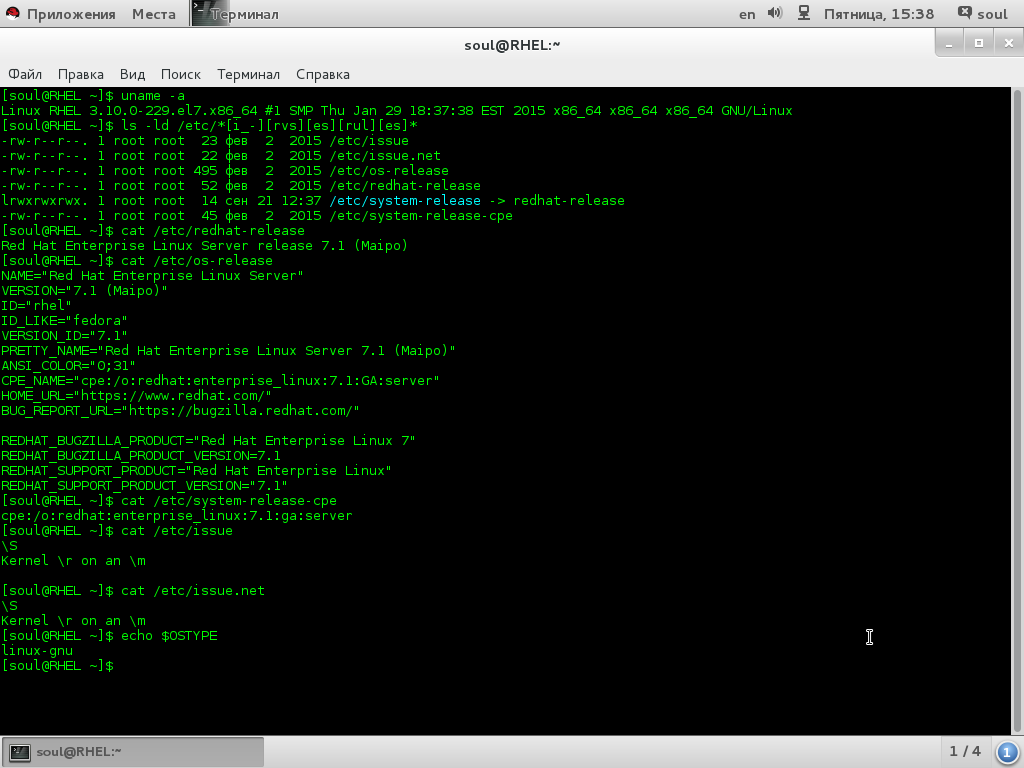 Приложения Места Терминал en Пятница, 15:38 soul
soul@RHEL:~
Файл Правка Вид Поиск Терминал Справка
[soul@RHEL ~]$ uname -a
Linux RHEL 3.10.0-229.el7.x86_64 #1 SMP Thu Jan 29 18:37:38 EST 2015 x86_64 x86_64 x86_64 GNU/Linux
[soul@RHEL ~]$ ls -ld /etc/*[i_-][rvs][es][rul][es]*
-rw-r--r--. 1 root root  23 фев  2  2015 /etc/issue
-rw-r--r--. 1 root root  22 фев  2  2015 /etc/issue.net
-rw-r--r--. 1 root root 495 фев  2  2015 /etc/os-release
-rw-r--r--. 1 root root  52 фев  2  2015 /etc/redhat-release
lrwxrwxrwx. 1 root root  14 сен 21 12:37 /etc/system-release -> redhat-release
-rw-r--r--. 1 root root  45 фев  2  2015 /etc/system-release-cpe
[soul@RHEL ~]$ cat /etc/redhat-release
Red Hat Enterprise Linux Server release 7.1 (Maipo)
[soul@RHEL ~]$ cat /etc/os-release
NAME="Red Hat Enterprise Linux Server"
VERSION="7.1 (Maipo)"
ID="rhel"
ID_LIKE="fedora"
VERSION_ID="7.1"
PRETTY_NAME="Red Hat Enterprise Linux Server 7.1 (Maipo)"
ANSI_COLOR="0;31"
CPE_NAME="cpe:/o:redhat:enterprise_linux:7.1:GA:server"
HOME_URL="https://www.redhat.com/"
BUG_REPORT_URL="https://bugzilla.redhat.com/"

REDHAT_BUGZILLA_PRODUCT="Red Hat Enterprise Linux 7"
REDHAT_BUGZILLA_PRODUCT_VERSION=7.1
REDHAT_SUPPORT_PRODUCT="Red Hat Enterprise Linux"
REDHAT_SUPPORT_PRODUCT_VERSION="7.1"
[soul@RHEL ~]$ cat /etc/system-release-cpe
cpe:/o:redhat:enterprise_linux:7.1:ga:server
[soul@RHEL ~]$ cat /etc/issue
\S
Kernel \r on an \m

[soul@RHEL ~]$ cat /etc/issue.net
\S
Kernel \r on an \m
[soul@RHEL ~]$ echo $OSTYPE
linux-gnu
[soul@RHEL ~]$
soul@RHEL:~ 1 / 4 1